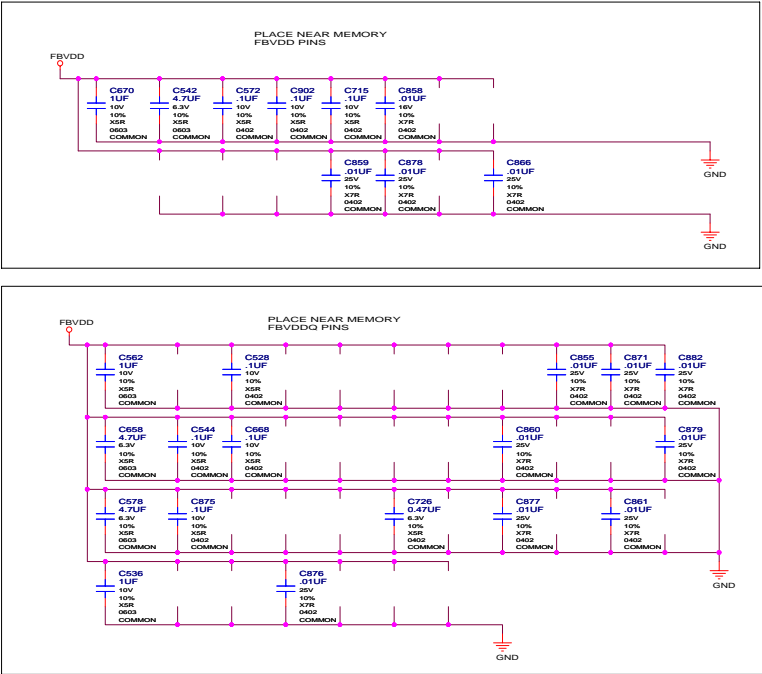 PLACE NEAR MEMORY
FBVDD PINS
FBVDD
C670 C542 C572 C902 C715 C858
1UF 4.7UF .1UF .1UF .1UF .01UF
10V 6.3V 10V 10V 10V 16V
10% 10% 10% 10% 10% 10%
X5R X5R X5R X5R X5R X7R
0603 0603 0402 0402 0402 0402
COMMON COMMON COMMON COMMON COMMON COMMON
GND
C859 C878 C866
.01UF .01UF .01UF
25V 25V 25V
10% 10% 10%
X7R X7R X7R
0402 0402 0402
COMMON COMMON COMMON
GND
PLACE NEAR MEMORY
FBVDDQ PINS
FBVDD
C562 C528 C855 C871 C882
1UF .1UF .01UF .01UF .01UF
10V 10V 25V 25V 25V
10% 10% 10% 10% 10%
X5R X5R X7R X7R X7R
0603 0402 0402 0402 0402
COMMON COMMON COMMON COMMON COMMON
C658 C544 C668 C860 C879
4.7UF .1UF .1UF .01UF .01UF
6.3V 10V 10V 25V 25V
10% 10% 10% 10% 10%
X5R X5R X5R X7R X7R
0603 0402 0402 0402 0402
COMMON COMMON COMMON COMMON COMMON
C578 C875 C726 C877 C861
4.7UF .1UF 0.47UF .01UF .01UF
6.3V 10V 6.3V 25V 25V
10% 10% 10% 10% 10%
X5R X5R X5R X7R X7R
0603 0402 0402 0402 0402
COMMON COMMON COMMON COMMON COMMON
GND
C536 C876
1UF .01UF
10V 25V
10% 10%
X5R X7R
0603 0402
COMMON COMMON
GND